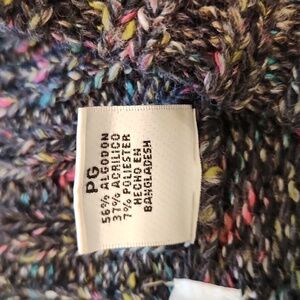 PG
56% ALGODON
37% ACRILICO
7% POLIESTER
HECHO EN
BANGLADESH